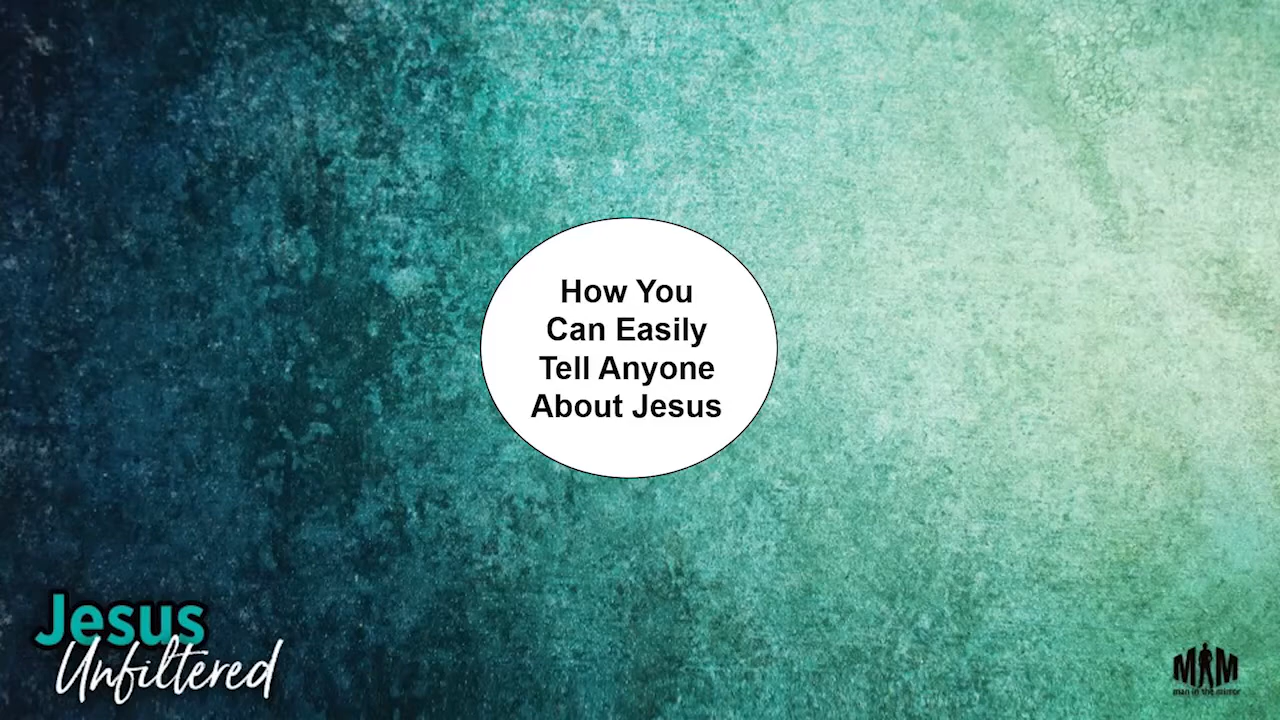 How You
Can Easily
Tell Anyone
About Jesus
Jesus
Unfiltered
MIM
man in the mirror